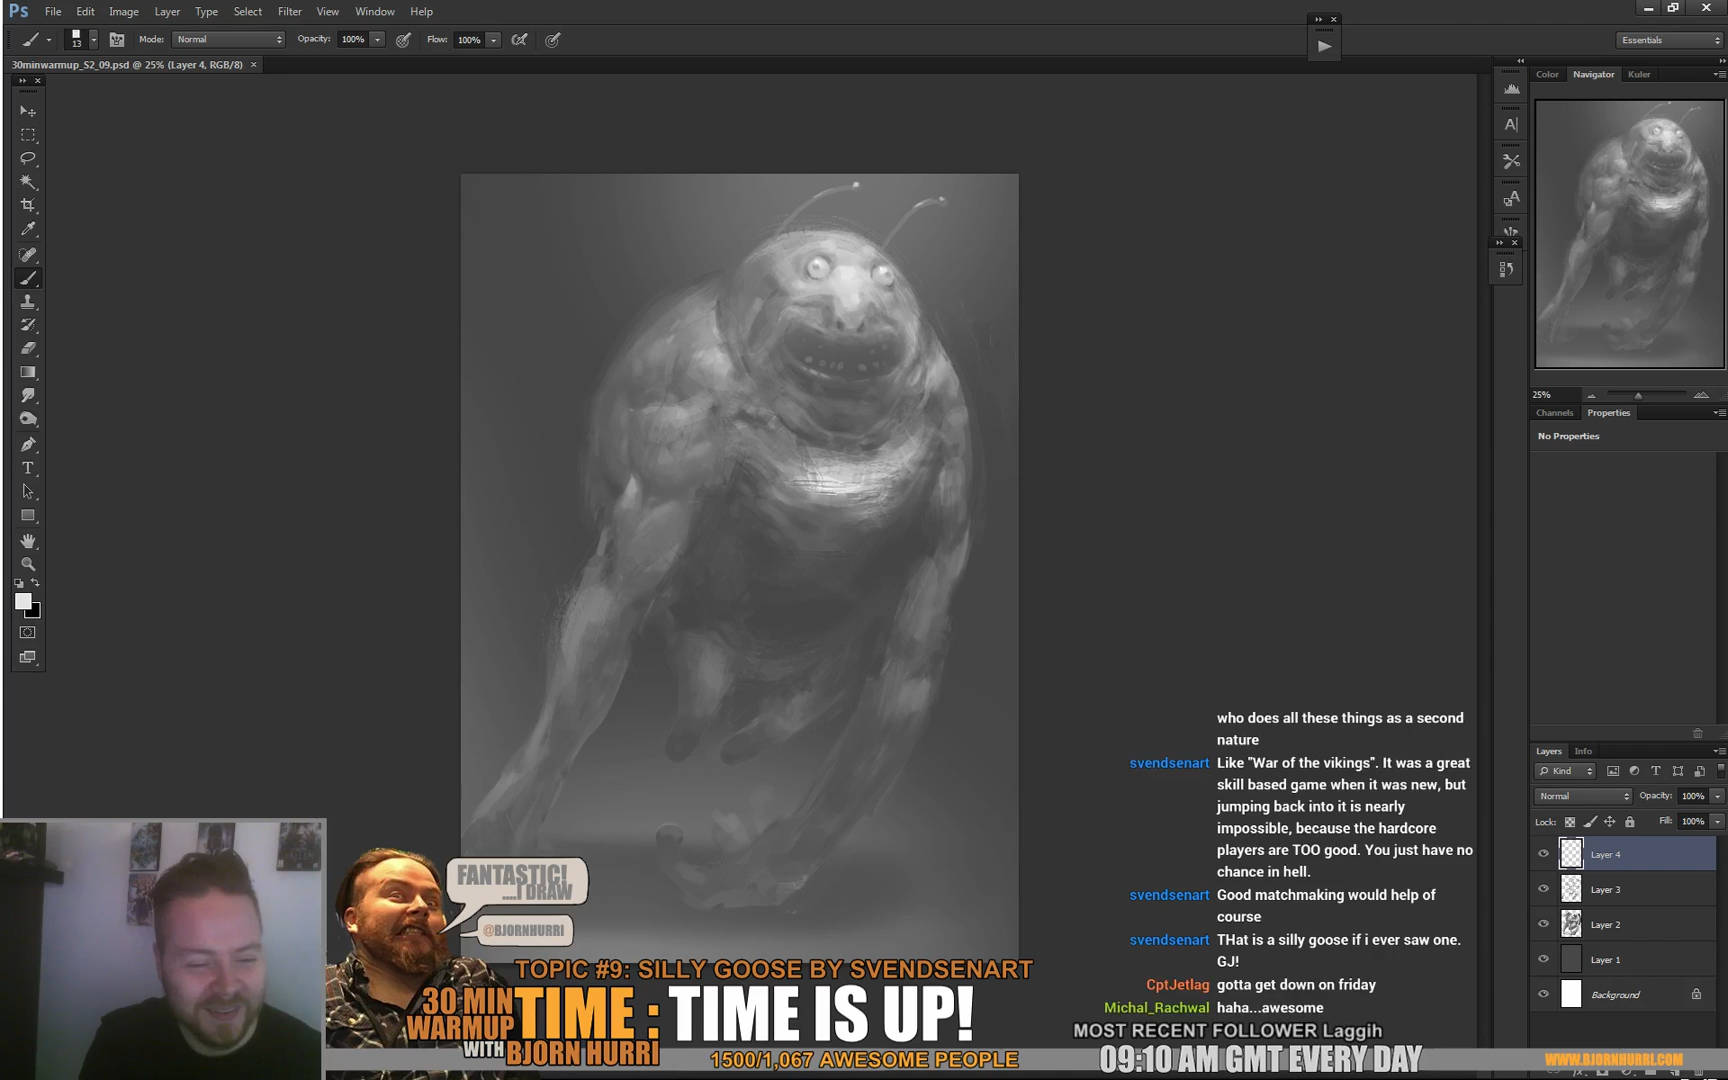 Ps File Edit Image Layer Type Select Filter View Window Help
13 Mode: Normal Opacity: 100% Flow: 100% Essentials
30minwarmup_S2_09.psd @ 25% (Layer 4, RGB/8) ×
Color Navigator Kuler
25%
Channels Properties
No Properties
who does all these things as a second
nature
svendsenart Like "War of the vikings". It was a great
skill based game when it was new, but
jumping back into it is nearly
impossible, because the hardcore
players are TOO good. You just have no
chance in hell.
svendsenart Good matchmaking would help of
course
svendsenart THat is a silly goose if i ever saw one.
GJ!
CptJetlag gotta get down on friday
Michal_Rachwal haha...awesome
MOST RECENT FOLLOWER Laggih
09:10 AM GMT EVERY DAY
Layers Info
Kind
Normal Opacity: 100%
Lock: Fill: 100%
Layer 4
Layer 3
Layer 2
Layer 1
Background
WWW.BJORNHURRI.COM
FANTASTIC!
....I DRAW
@BJORNHURRI
TOPIC #9: SILLY GOOSE BY SVENDSENART
30 MIN
WARMUP
WITH BJORN HURRI
TIME : TIME IS UP!
1500/1,067 AWESOME PEOPLE